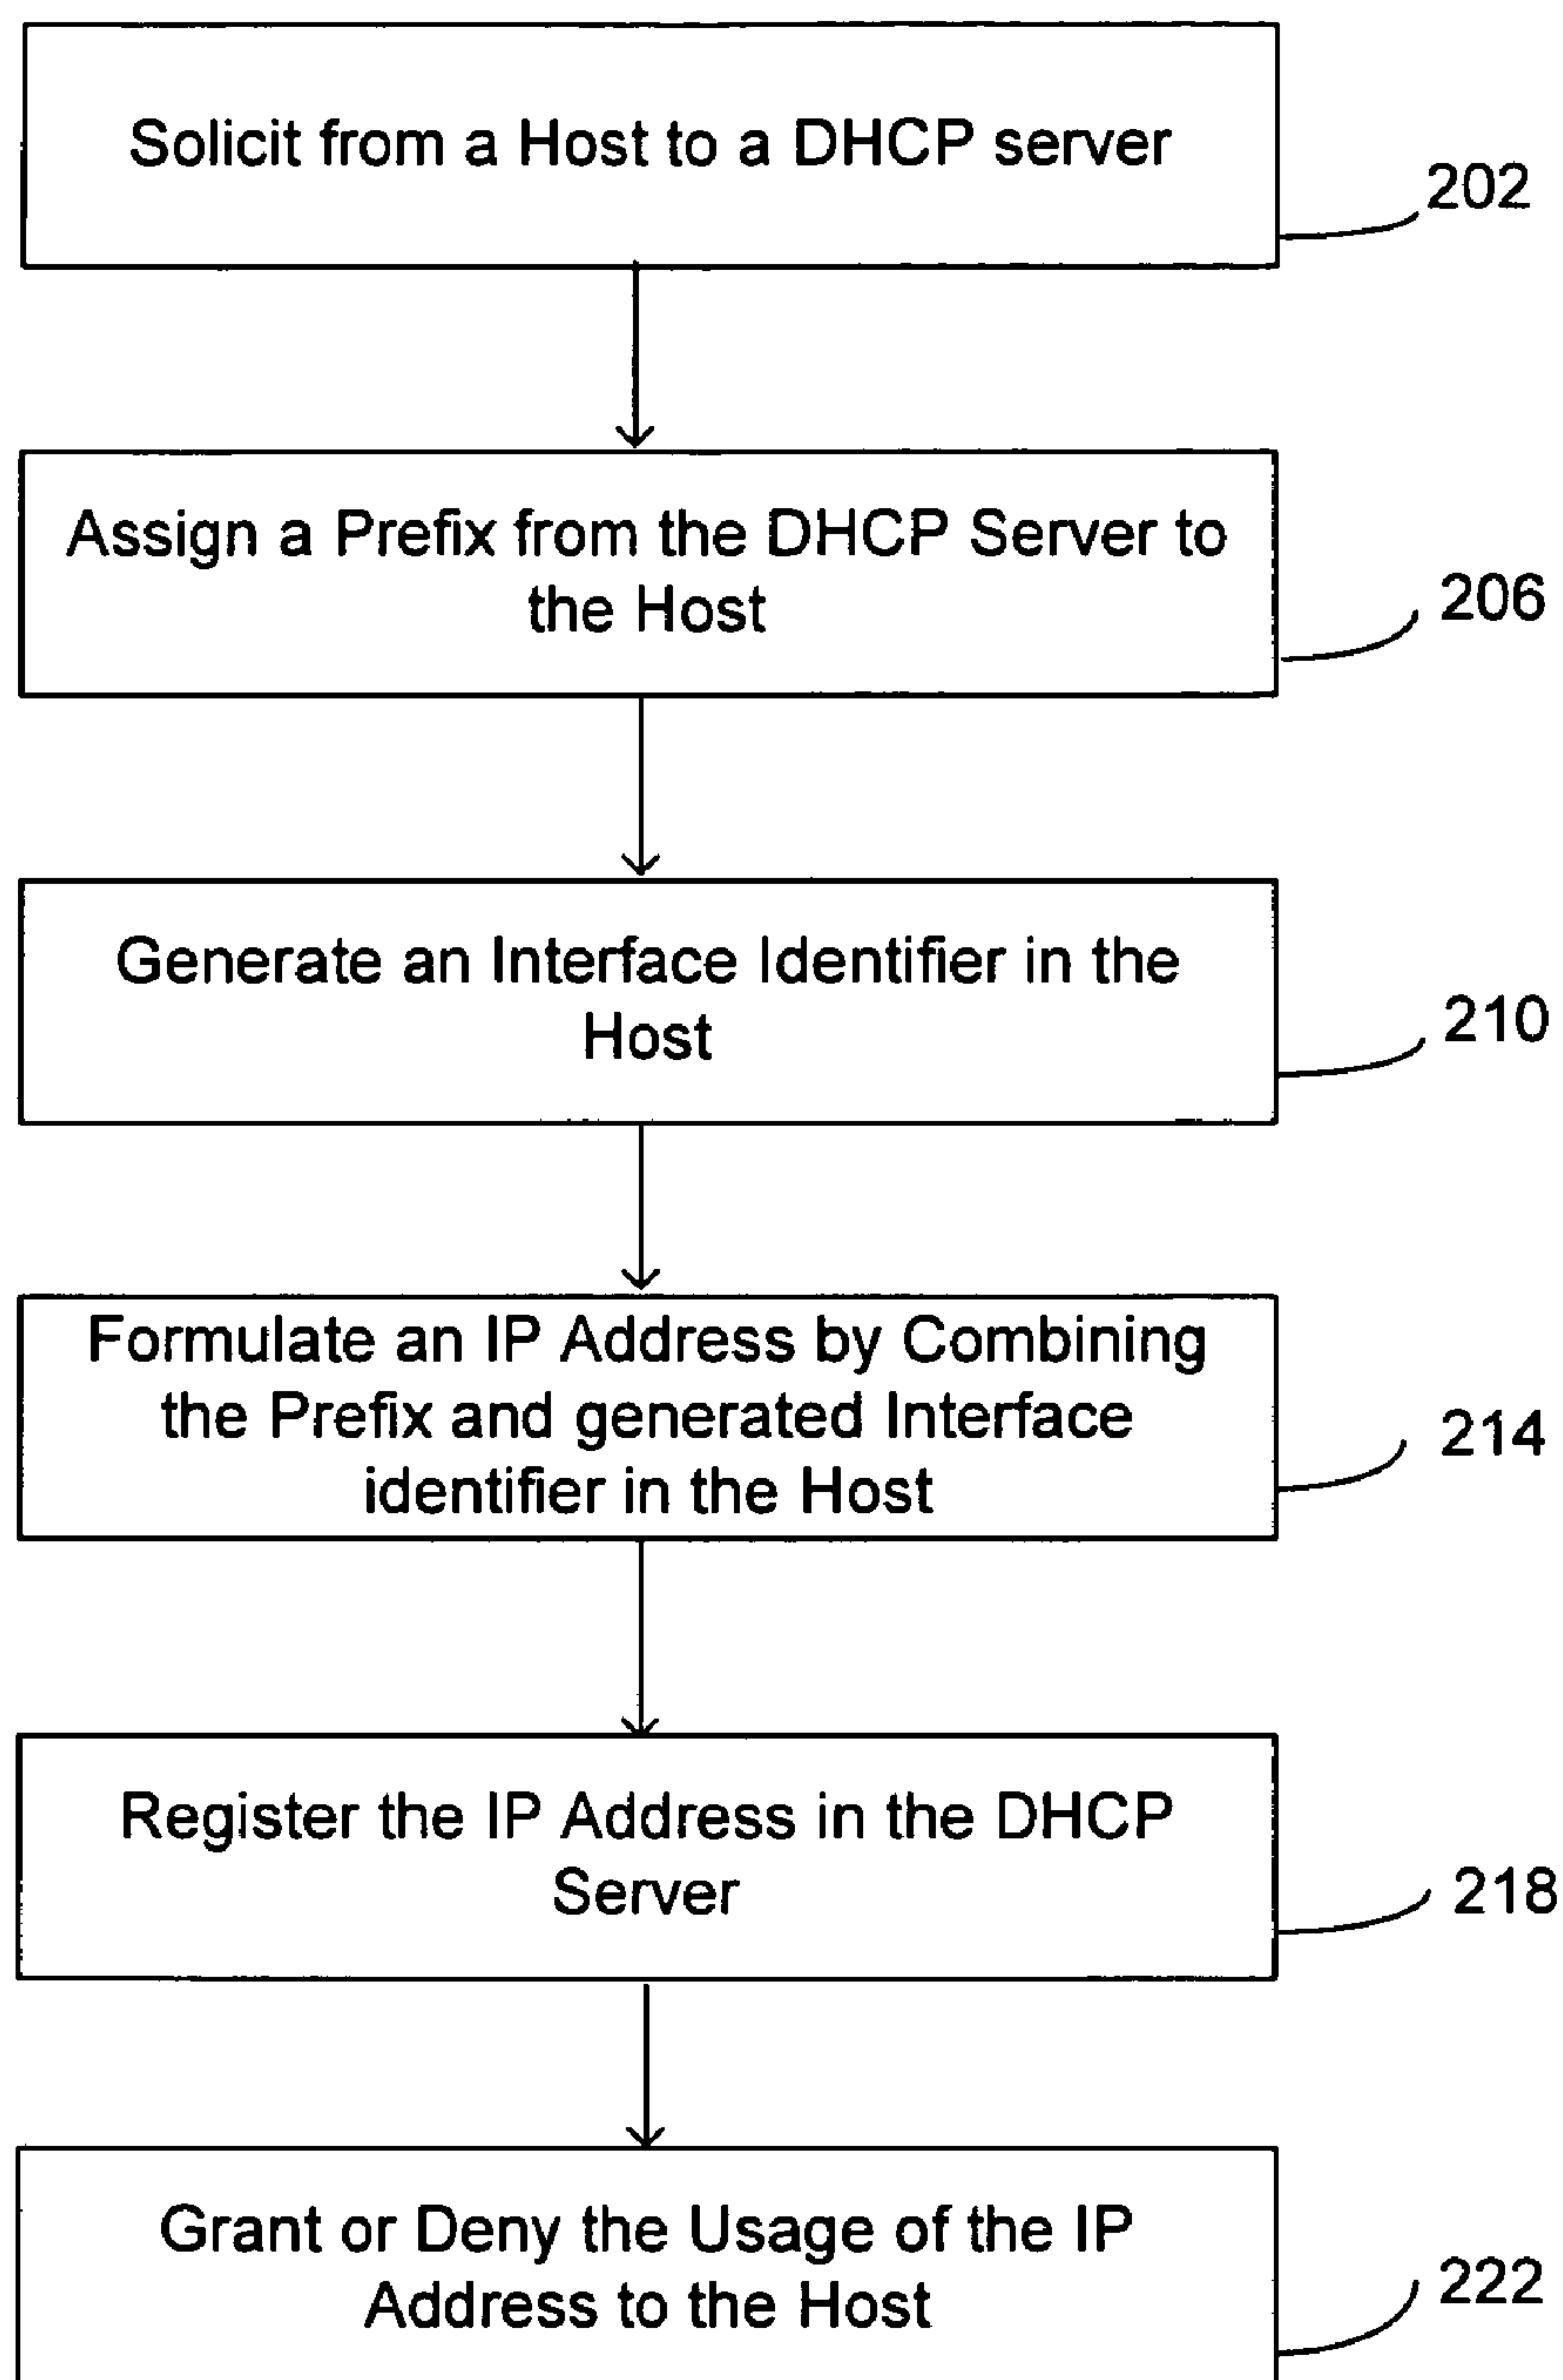 Solicit from a Host to a DHCP server
202
Assign a Prefix from the DHCP Server to
the Host
206
Generate an Interface Identifier in the
Host
210
Formulate an IP Address by Combining
the Prefix and generated Interface
identifier in the Host
214
Register the IP Address in the DHCP
Server
218
Grant or Deny the Usage of the IP
Address to the Host
222